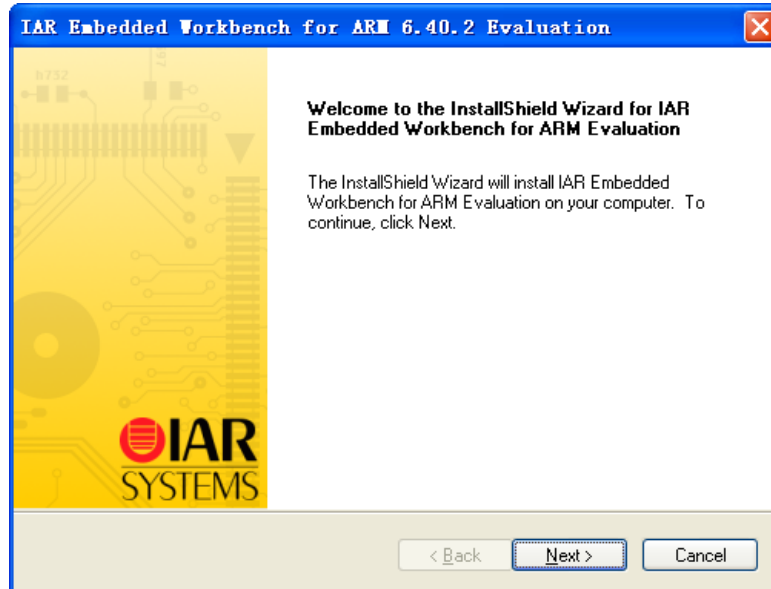 IAR Embedded Workbench for ARM 6.40.2 Evaluation
h732
Welcome to the InstallShield Wizard for IAR
Embedded Workbench for ARM Evaluation
The InstallShield Wizard will install IAR Embedded
Workbench for ARM Evaluation on your computer. To
continue, click Next.
IAR
SYSTEMS
< Back
Next >
Cancel